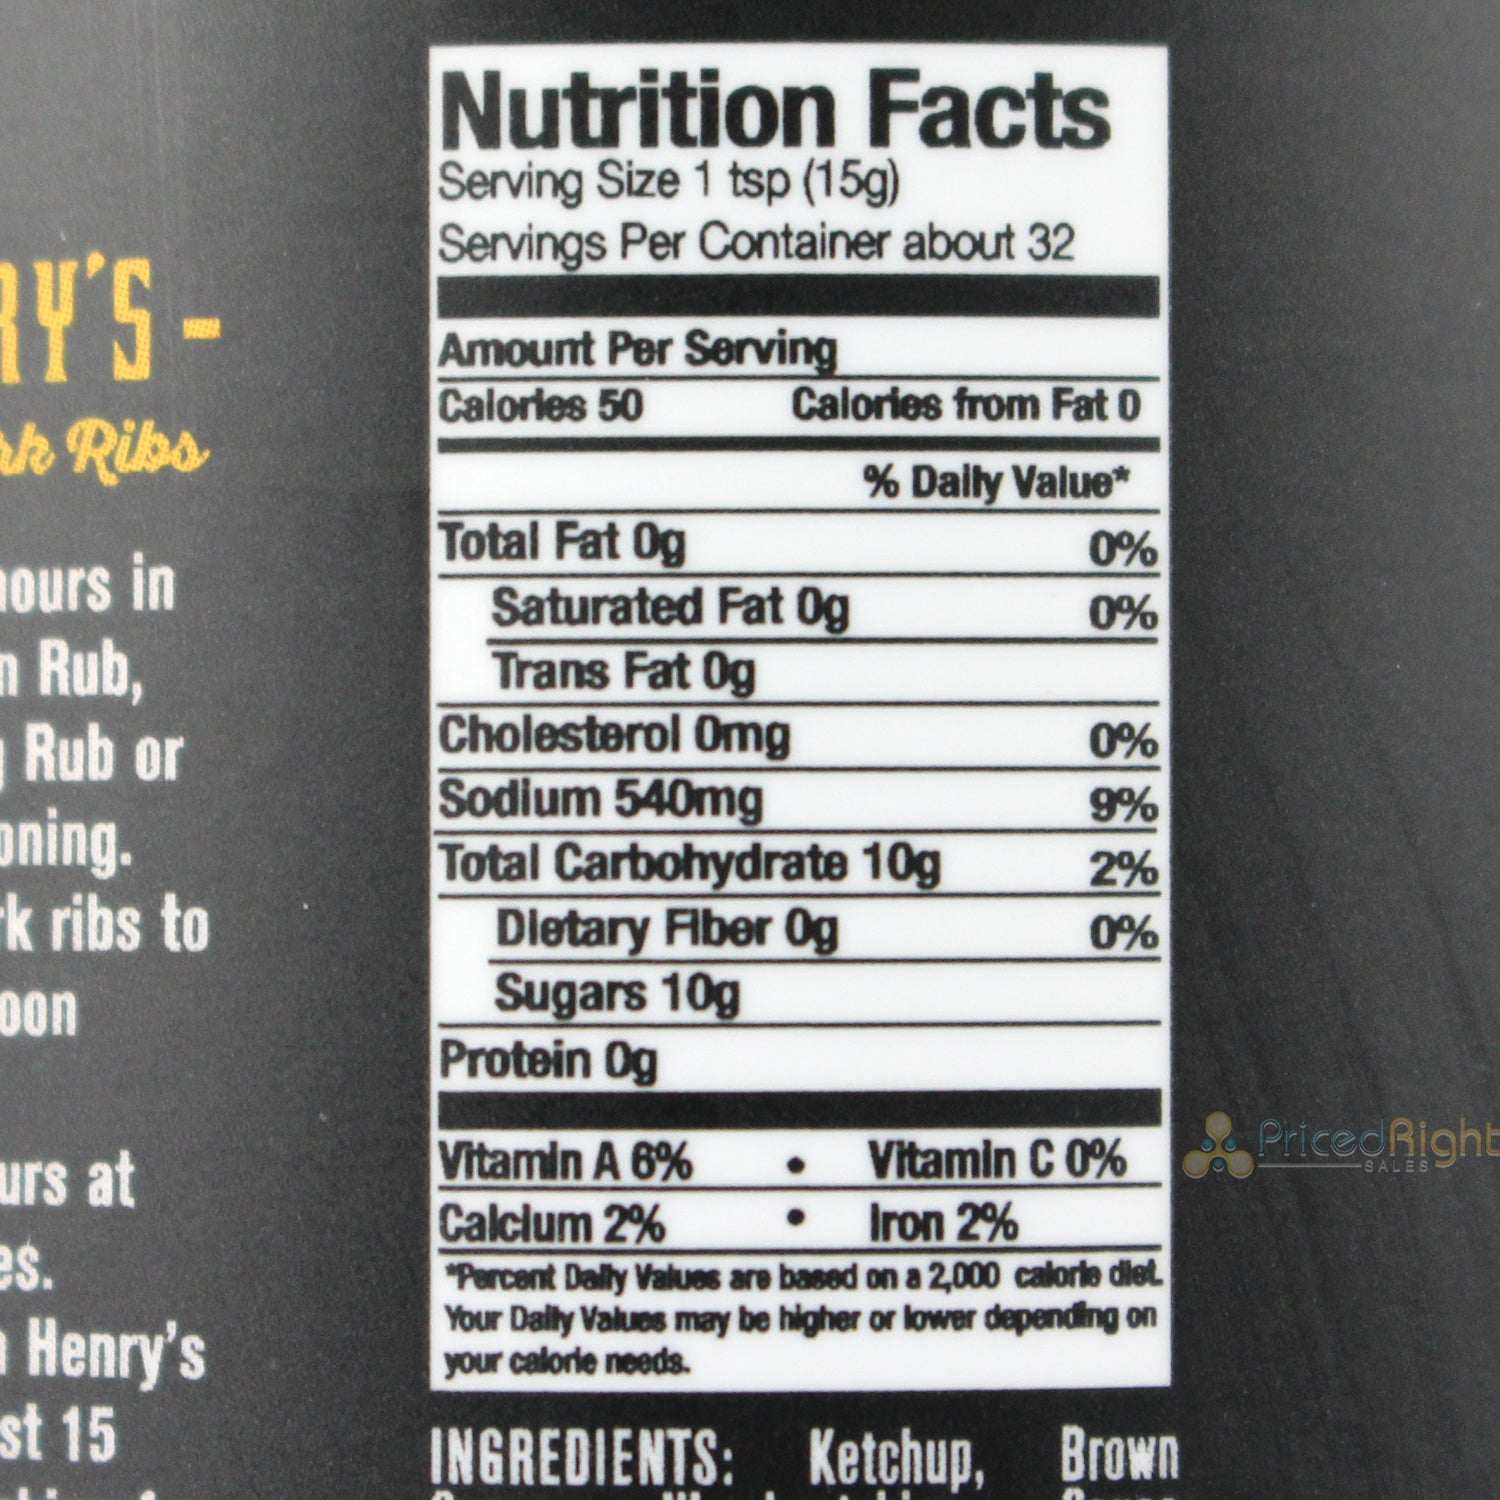 RY'S -
Ribs
hours in
Rub,
Rub or
oning.
rk ribs to
oon
urs at
es.
Henry's
st 15
Nutrition Facts
Serving Size 1 tsp (15g)
Servings Per Container about 32
Amount Per Serving
Calories 50 Calories from Fat 0
% Daily Value*
Total Fat 0g 0%
Saturated Fat 0g 0%
Trans Fat 0g
Cholesterol 0mg 0%
Sodium 540mg 9%
Total Carbohydrate 10g 2%
Dietary Fiber 0g 0%
Sugars 10g
Protein 0g
Vitamin A 6% • Vitamin C 0%
Calcium 2% • Iron 2%
*Percent Daily Values are based on a 2,000 calorie diet.
Your Daily Values may be higher or lower depending on
your calorie needs.
INGREDIENTS: Ketchup, Brown
PricedRight
SALES